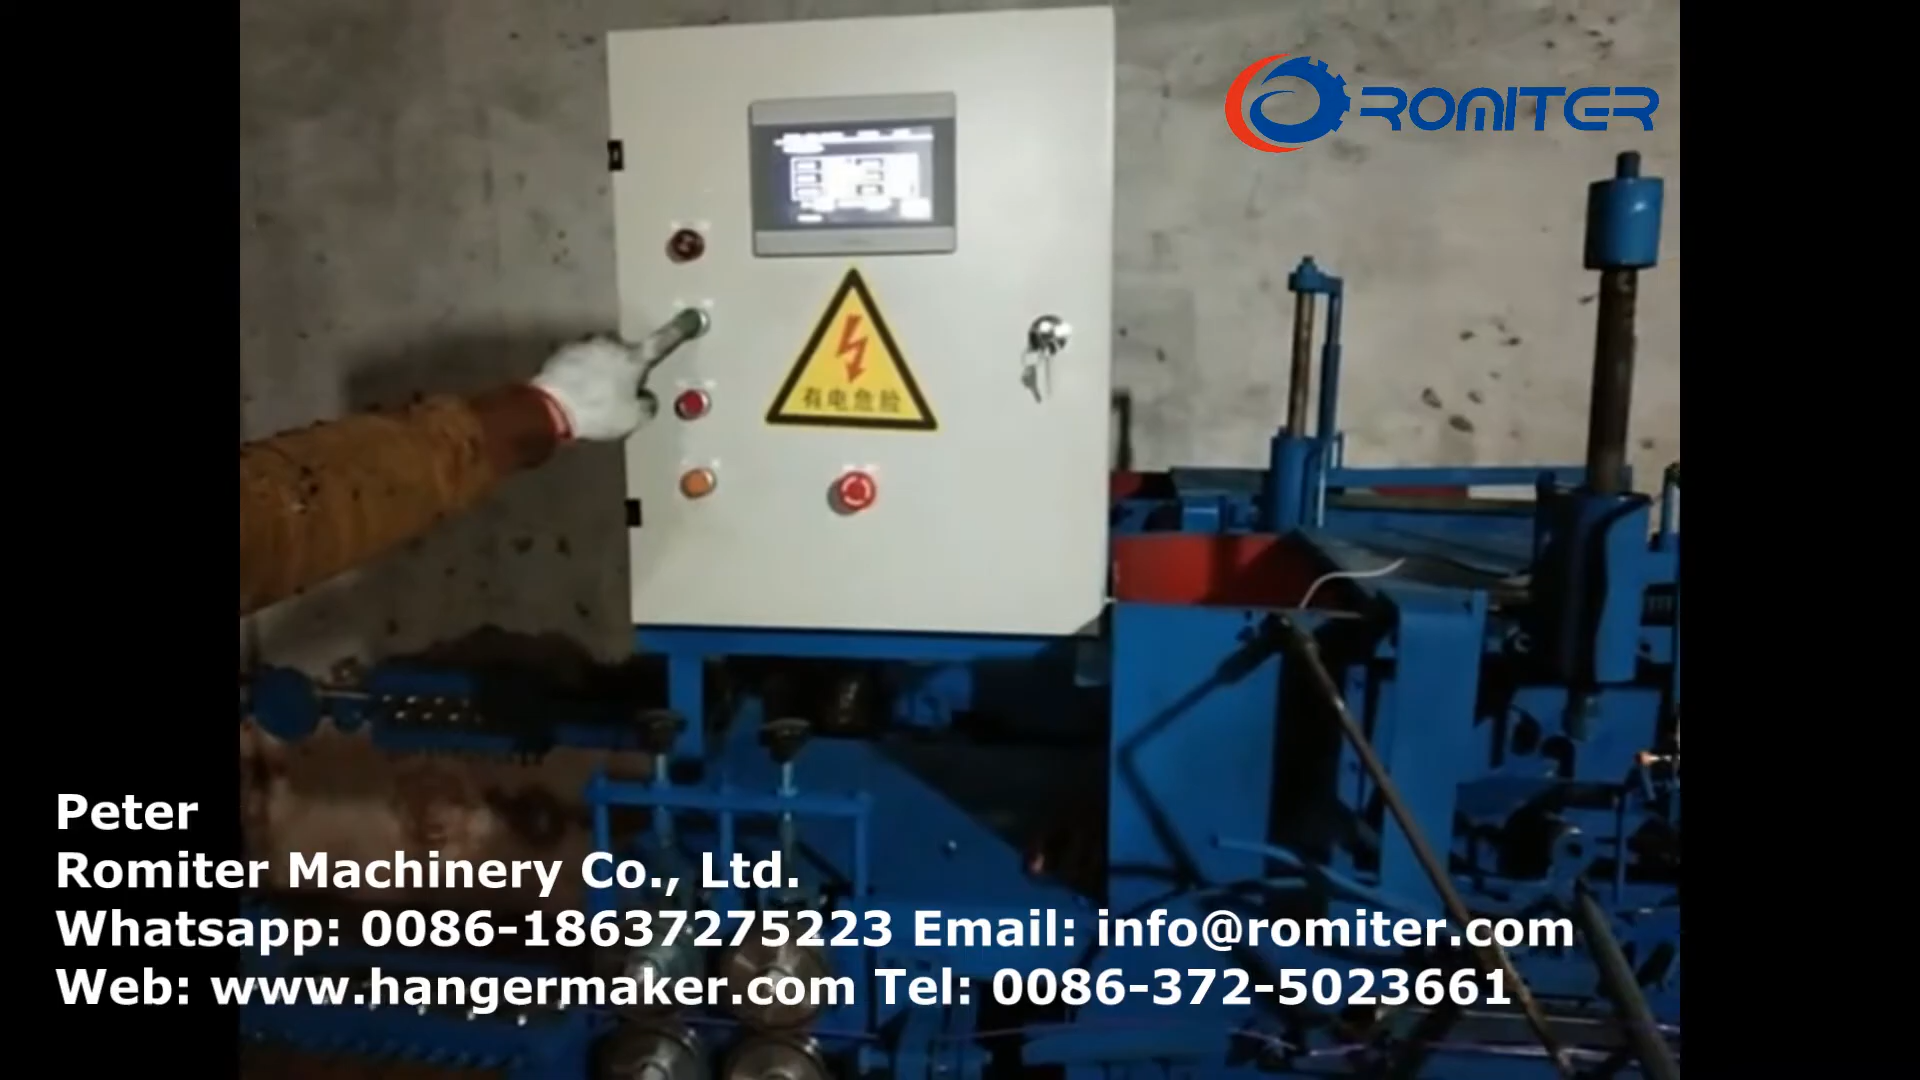 ROMITER
有电危险
Peter
Romiter Machinery Co., Ltd.
Whatsapp: 0086-18637275223 Email: info@romiter.com
Web: www.hangermaker.com Tel: 0086-372-5023661